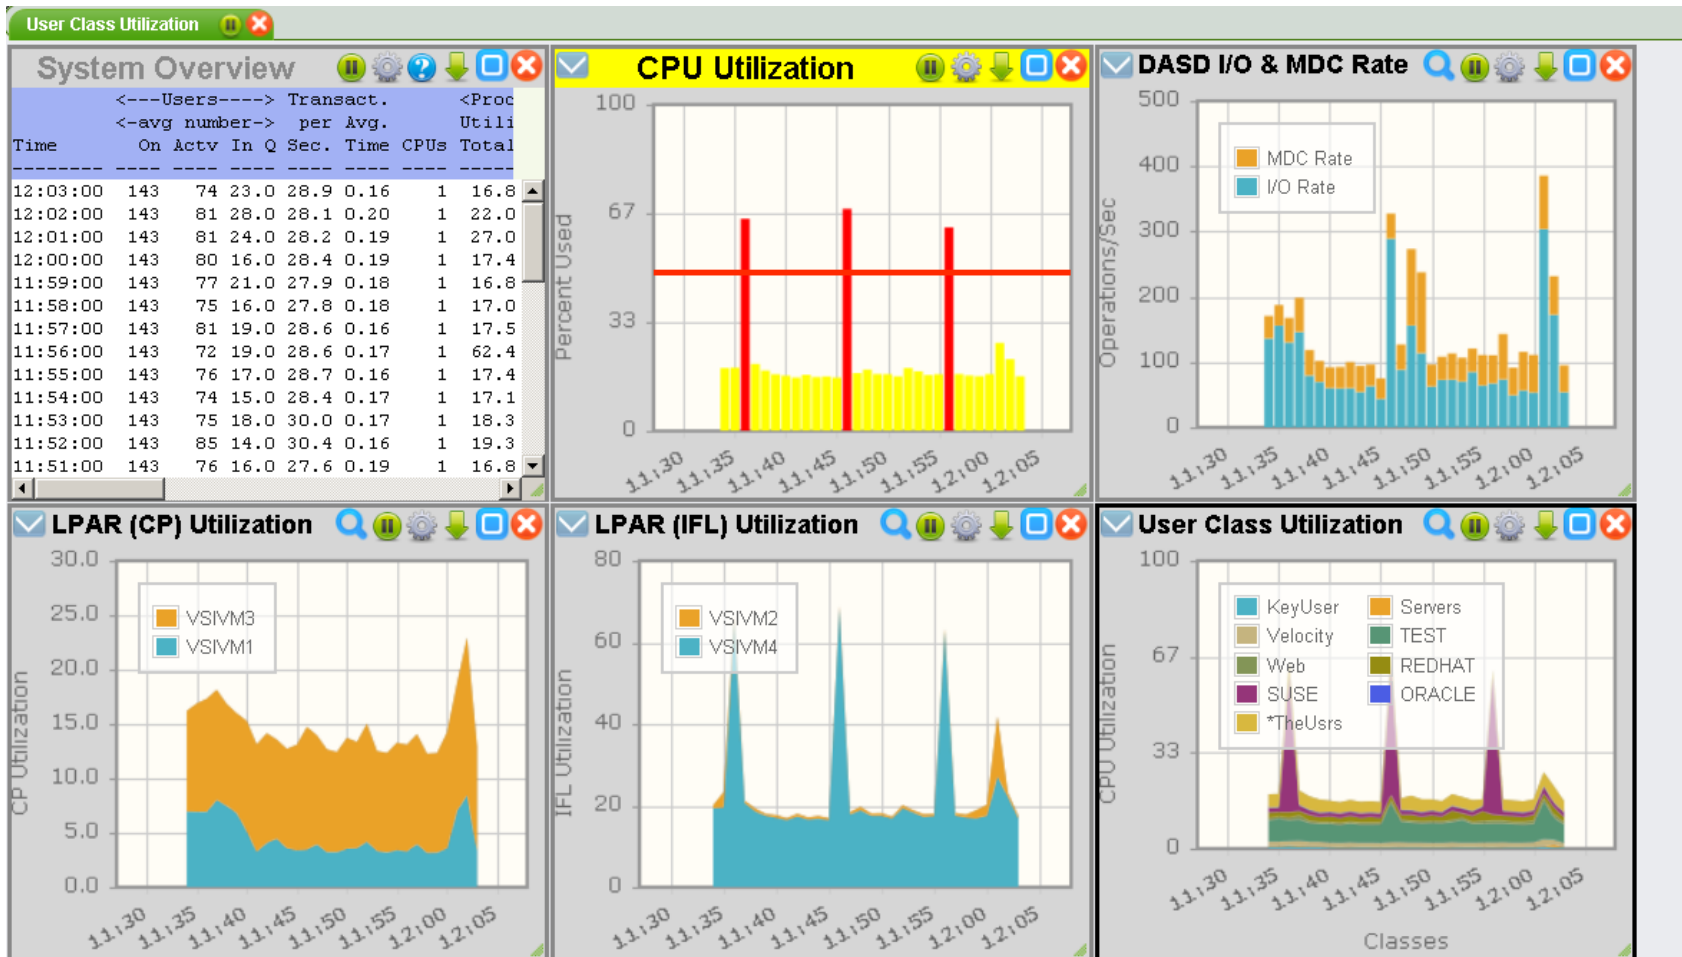 User Class Utilization
System Overview
<---Users----> Transact. <Proc
<-avg number-> per Avg. Utili
Time On Actv In Q Sec. Time CPUs Total
-------- ---- ---- ---- ---- ---- ---- -----
12:03:00 143 74 23.0 28.9 0.16 1 16.8
12:02:00 143 81 28.0 28.1 0.20 1 22.0
12:01:00 143 81 24.0 28.2 0.19 1 27.0
12:00:00 143 80 16.0 28.4 0.19 1 17.4
11:59:00 143 77 21.0 27.9 0.18 1 16.8
11:58:00 143 75 16.0 27.8 0.18 1 17.0
11:57:00 143 81 19.0 28.6 0.16 1 17.5
11:56:00 143 72 19.0 28.6 0.17 1 62.4
11:55:00 143 76 17.0 28.7 0.16 1 17.4
11:54:00 143 74 15.0 28.4 0.17 1 17.1
11:53:00 143 75 18.0 30.0 0.17 1 18.3
11:52:00 143 85 14.0 30.4 0.16 1 19.3
11:51:00 143 76 16.0 27.6 0.19 1 16.8
CPU Utilization
Percent Used
100
67
33
0
11:30 11:35 11:40 11:45 11:50 11:55 12:00 12:05
DASD I/O & MDC Rate
Operations/Sec
500
400
300
200
100
0
MDC Rate
I/O Rate
11:30 11:35 11:40 11:45 11:50 11:55 12:00 12:05
LPAR (CP) Utilization
CP Utilization
30.0
25.0
20.0
15.0
10.0
5.0
0.0
VSIVM3
VSIVM1
11:30 11:35 11:40 11:45 11:50 11:55 12:00 12:05
LPAR (IFL) Utilization
IFL Utilization
80
60
40
20
0
VSIVM2
VSIVM4
11:30 11:35 11:40 11:45 11:50 11:55 12:00 12:05
User Class Utilization
CPU Utilization
100
67
33
0
KeyUser Servers
Velocity TEST
Web REDHAT
SUSE ORACLE
*TheUsrs
11:30 11:35 11:40 11:45 11:50 11:55 12:00 12:05
Classes